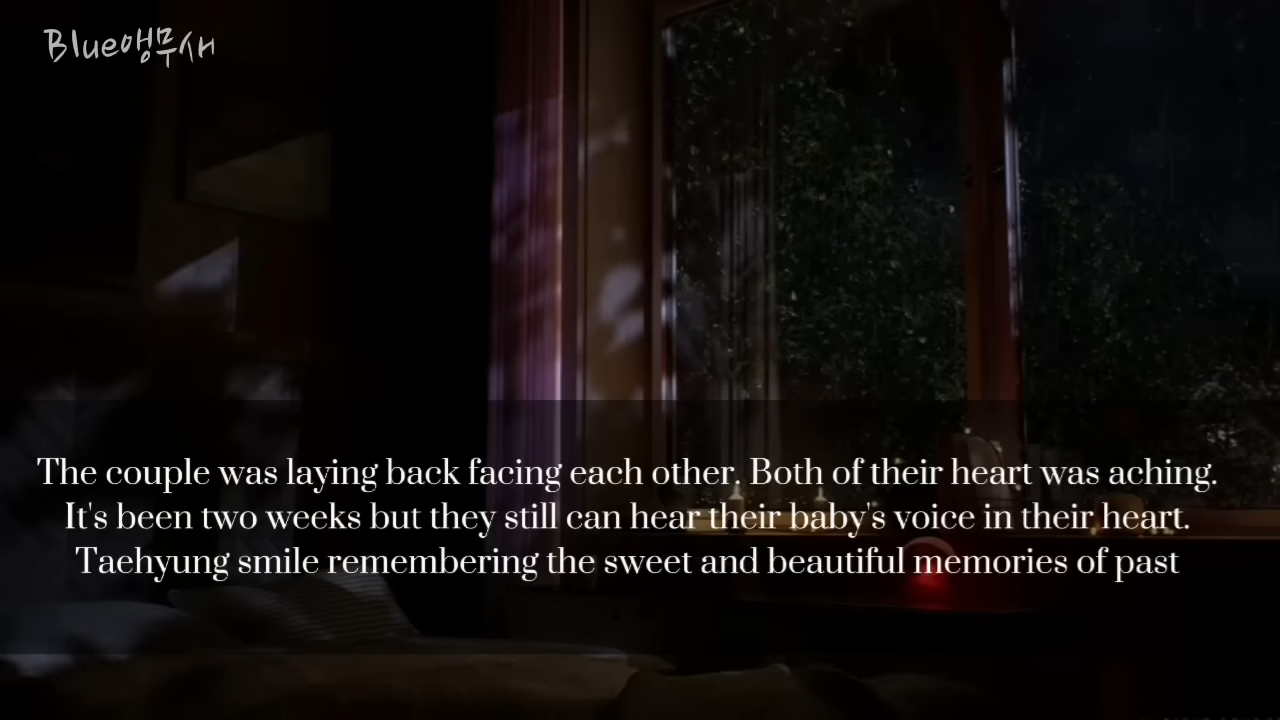 Blue앵무새
The couple was laying back facing each other. Both of their heart was aching.
It's been two weeks but they still can hear their baby's voice in their heart.
Taehyung smile remembering the sweet and beautiful memories of past